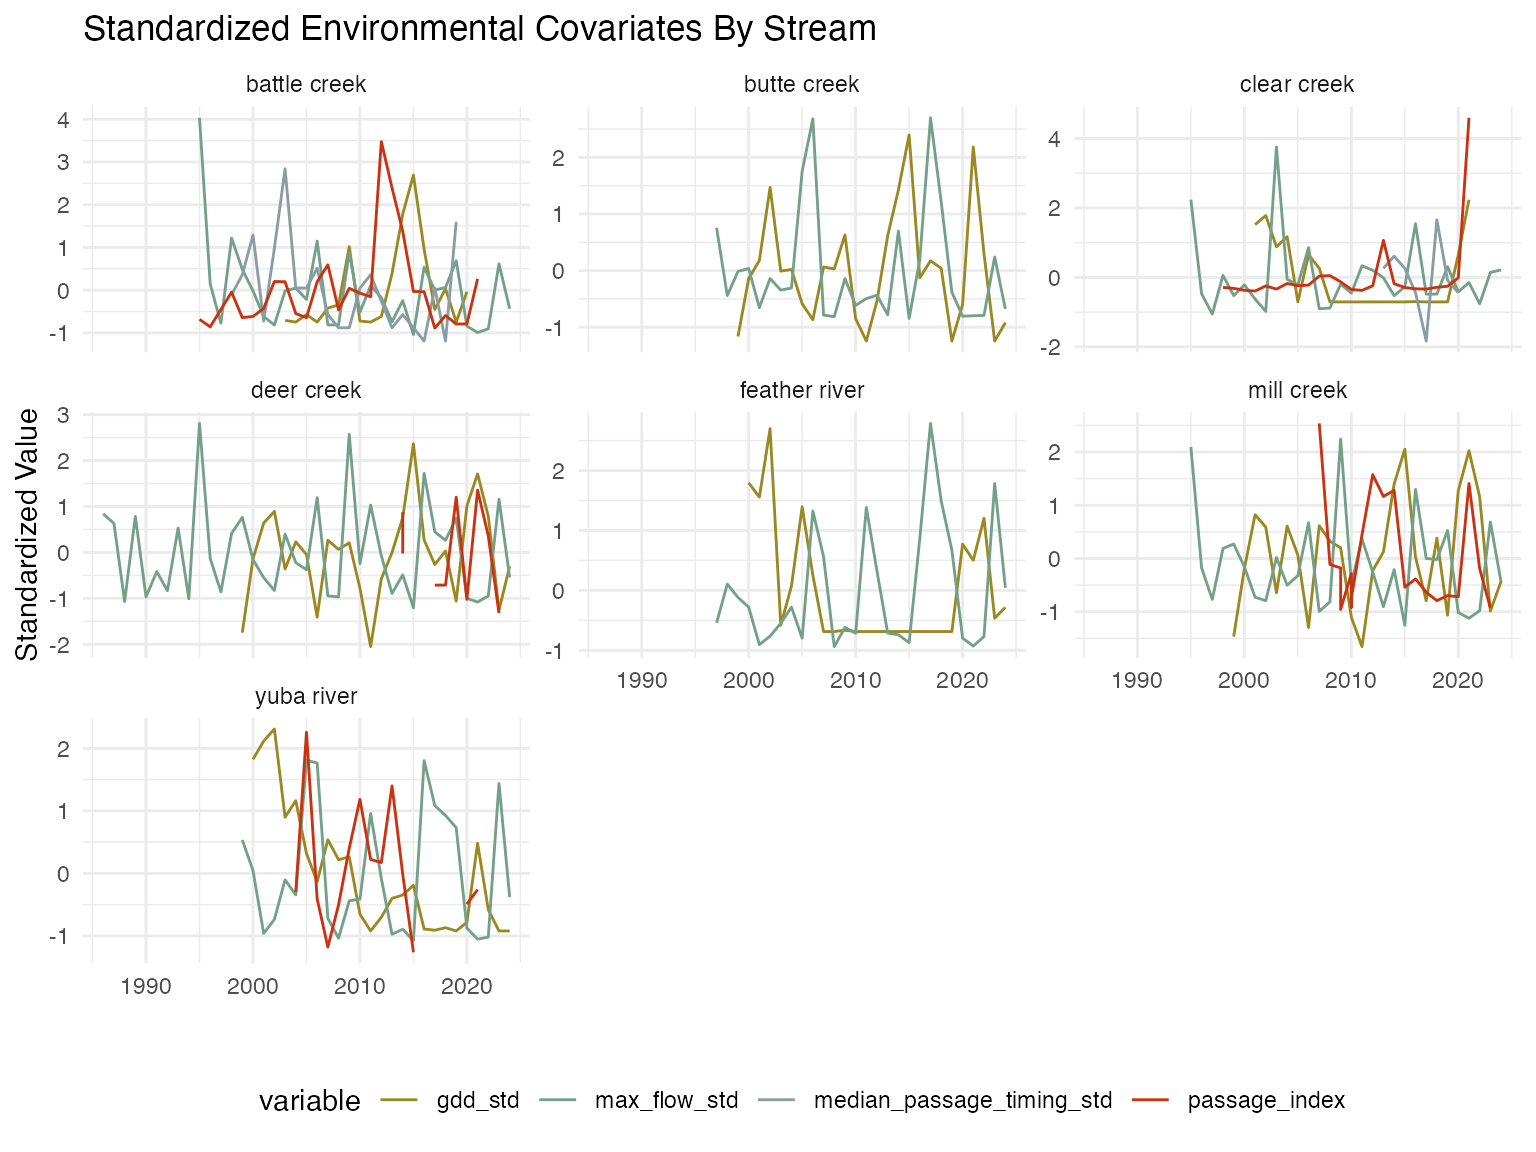 Standardized Environmental Covariates By Stream
battle creek
butte creek
clear creek
4
3
2
1
0
-1
2
1
0
-1
4
2
0
-2
deer creek
feather river
mill creek
3
2
1
0
-1
-2
2
1
0
-1
2
1
0
-1
1990 2000 2010 2020
1990 2000 2010 2020
Standardized Value
yuba river
2
1
0
-1
1990 2000 2010 2020
variable gdd_std max_flow_std median_passage_timing_std passage_index